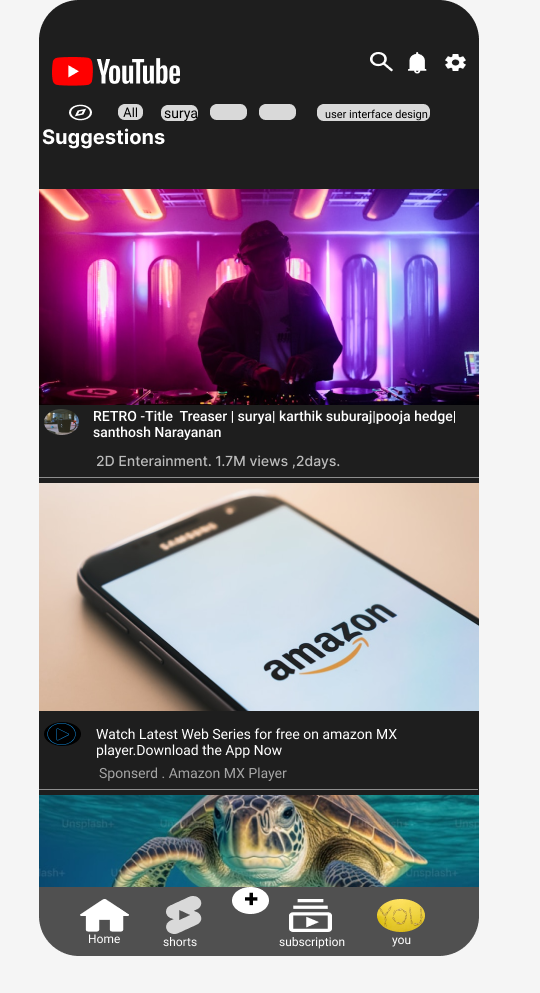 YouTube
All
surya
user interface design
Suggestions
RETRO -Title Treaser | surya| karthik suburaj|pooja hedge|
santhosh Narayanan
2D Enterainment. 1.7M views ,2days.
SAMSUNG
amazon
Watch Latest Web Series for free on amazon MX
player.Download the App Now
Sponserd . Amazon MX Player
Unsplash+
Unsplash+
Unsplash+
YOU
Home
shorts
subscription
you